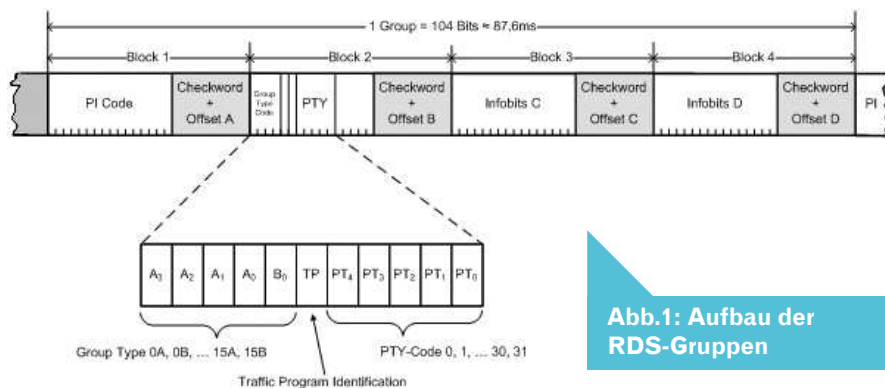 1 Group = 104 Bits ≈ 87,6ms
Block 1 Block 2 Block 3 Block 4
PI Code
Checkword
+
Offset A
Group
Type
Code
PTY
Checkword
+
Offset B
Infobits C
Checkword
+
Offset C
Infobits D
Checkword
+
Offset D
PI
A₃ A₂ A₁ A₀ B₀ TP PT₄ PT₃ PT₂ PT₁ PT₀
Group Type 0A, 0B, ... 15A, 15B
PTY-Code 0, 1, ... 30, 31
Traffic Program Identification
Abb.1: Aufbau der
RDS-Gruppen